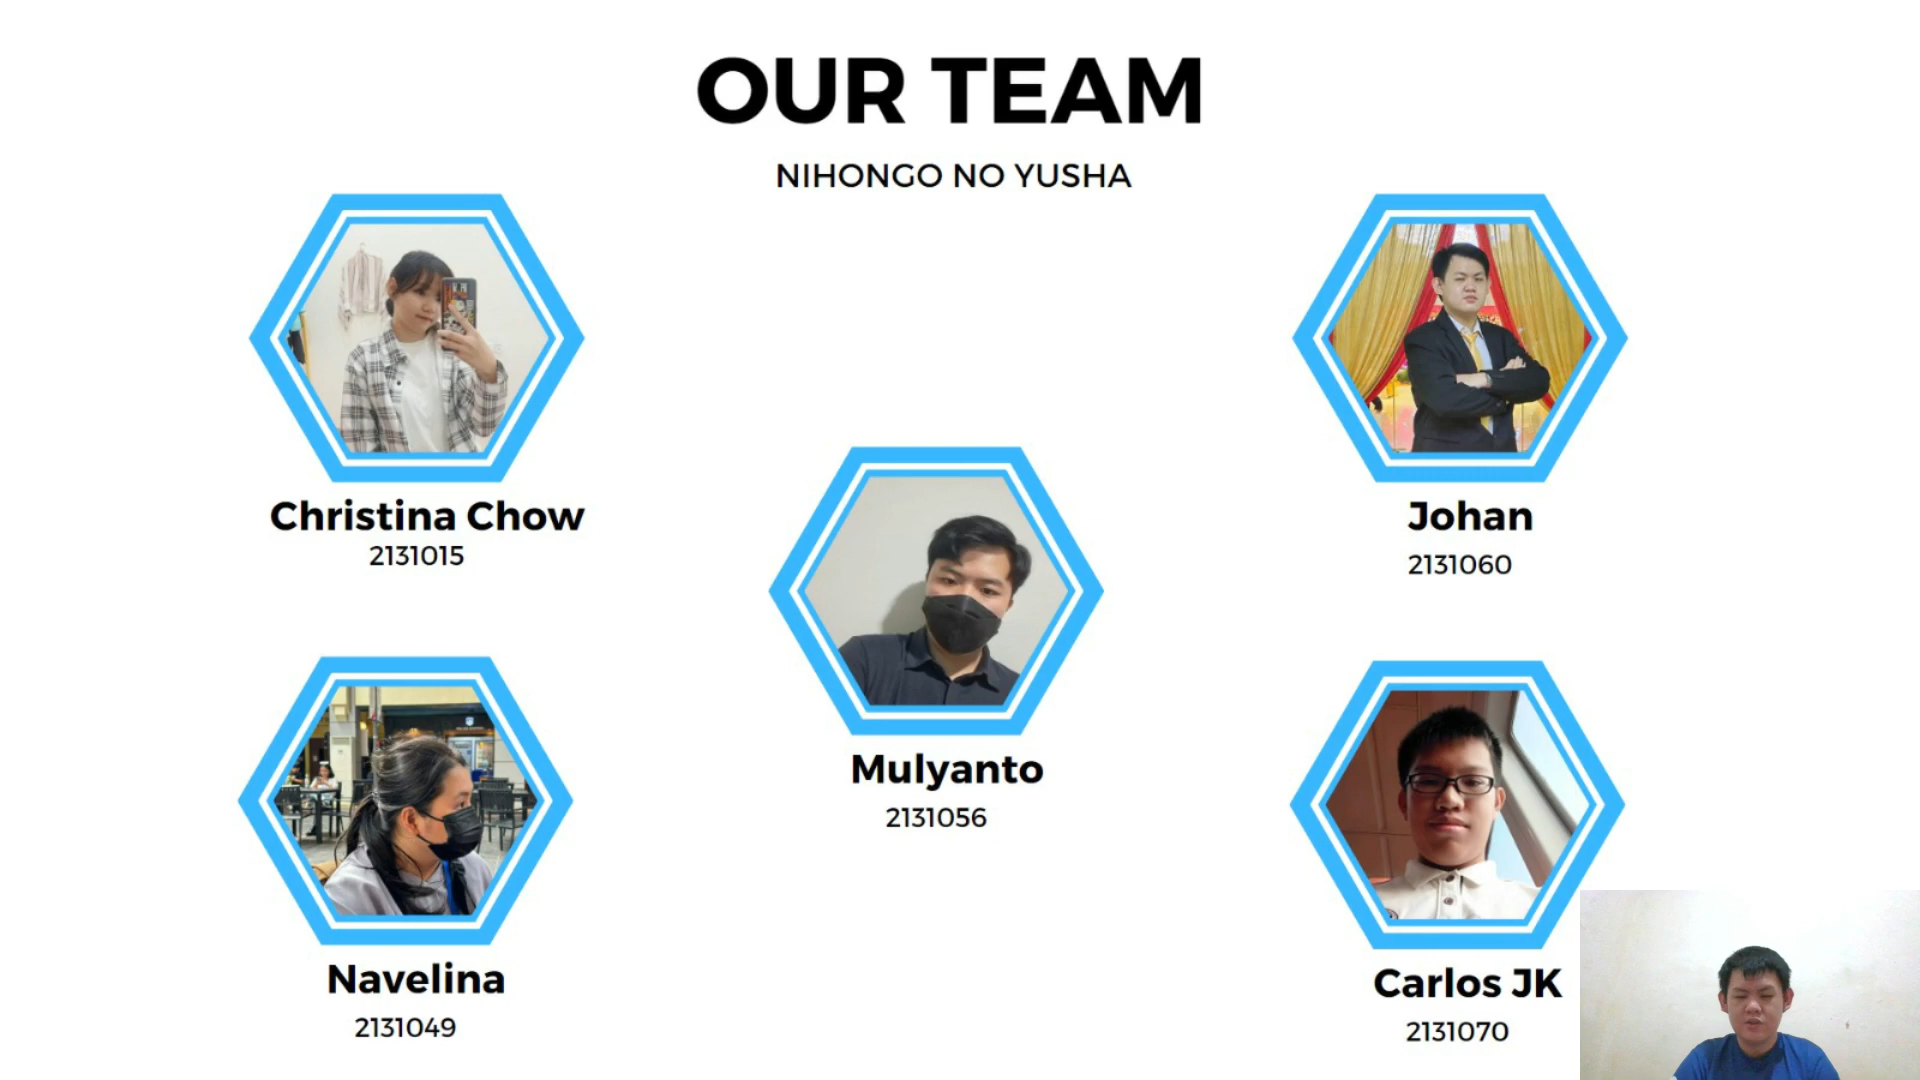 OUR TEAM
NIHONGO NO YUSHA
Christina Chow
2131015
Johan
2131060
Mulyanto
2131056
Navelina
2131049
Carlos JK
2131070